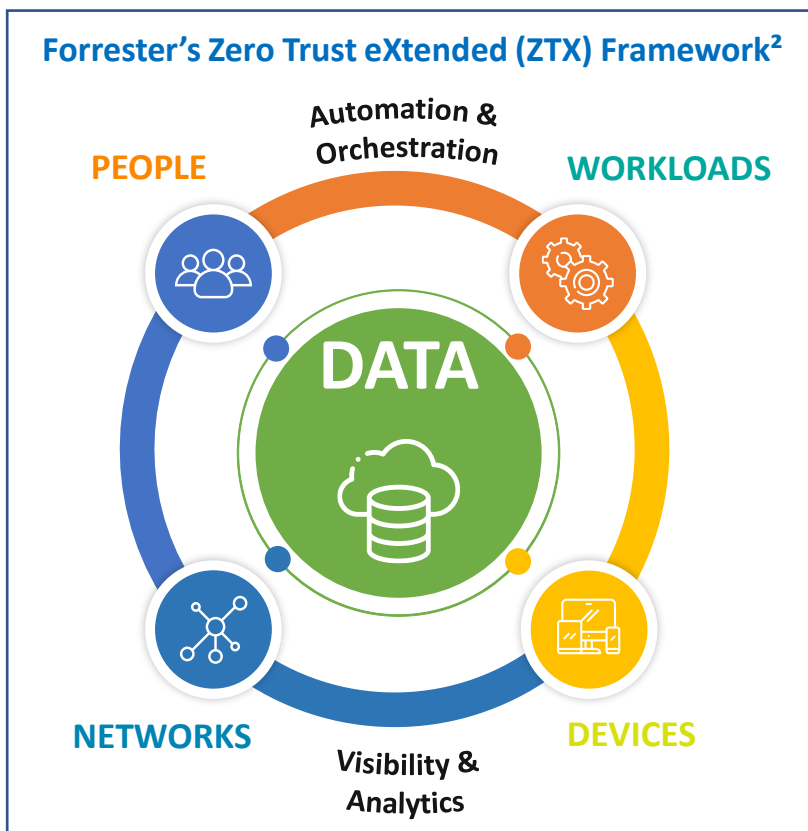 Forrester’s Zero Trust eXtended (ZTX) Framework²
Automation &
Orchestration
PEOPLE
WORKLOADS
DATA
NETWORKS
DEVICES
Visibility &
Analytics